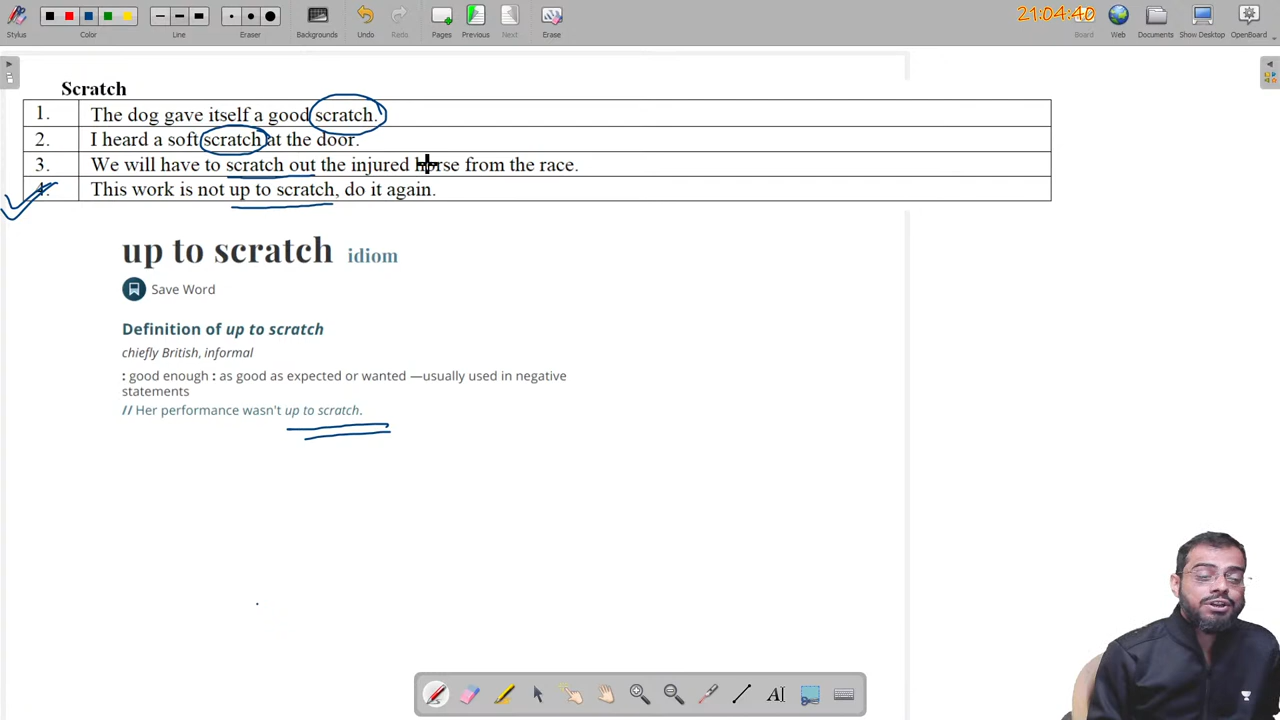 21:04:40
Stylus Color Line Eraser Backgrounds Undo Redo Pages Previous Next Erase Board Web Documents Show Desktop OpenBoard
Scratch
1. The dog gave itself a good scratch.
2. I heard a soft scratch at the door.
3. We will have to scratch out the injured horse from the race.
4. This work is not up to scratch, do it again.
up to scratch idiom
Save Word
Definition of up to scratch
chiefly British, informal
: good enough : as good as expected or wanted —usually used in negative
statements
// Her performance wasn't up to scratch.